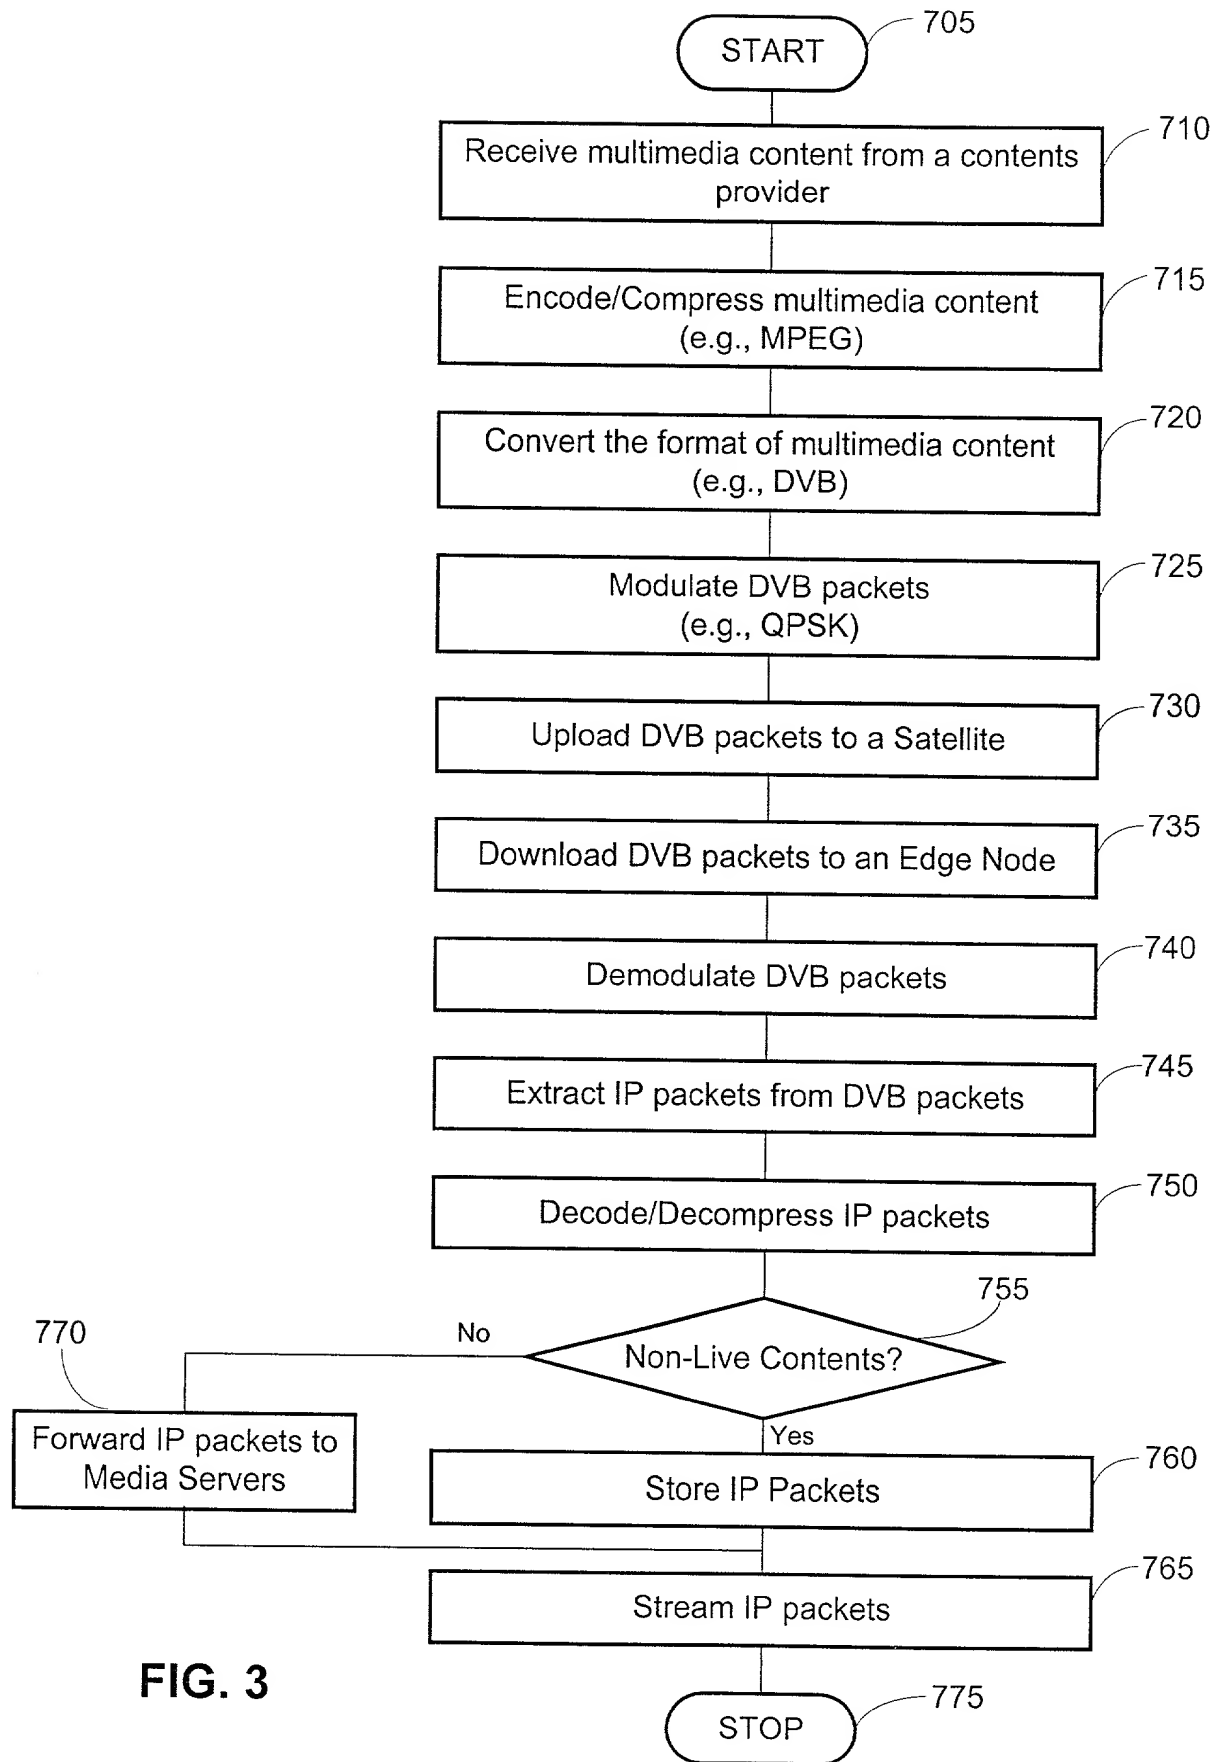 START
705
Receive multimedia content from a contents
provider
710
Encode/Compress multimedia content
(e.g., MPEG)
715
Convert the format of multimedia content
(e.g., DVB)
720
Modulate DVB packets
(e.g., QPSK)
725
Upload DVB packets to a Satellite
730
Download DVB packets to an Edge Node
735
Demodulate DVB packets
740
Extract IP packets from DVB packets
745
Decode/Decompress IP packets
750
Non-Live Contents?
755
No
770
Forward IP packets to
Media Servers
Yes
Store IP Packets
760
Stream IP packets
765
FIG. 3
STOP
775